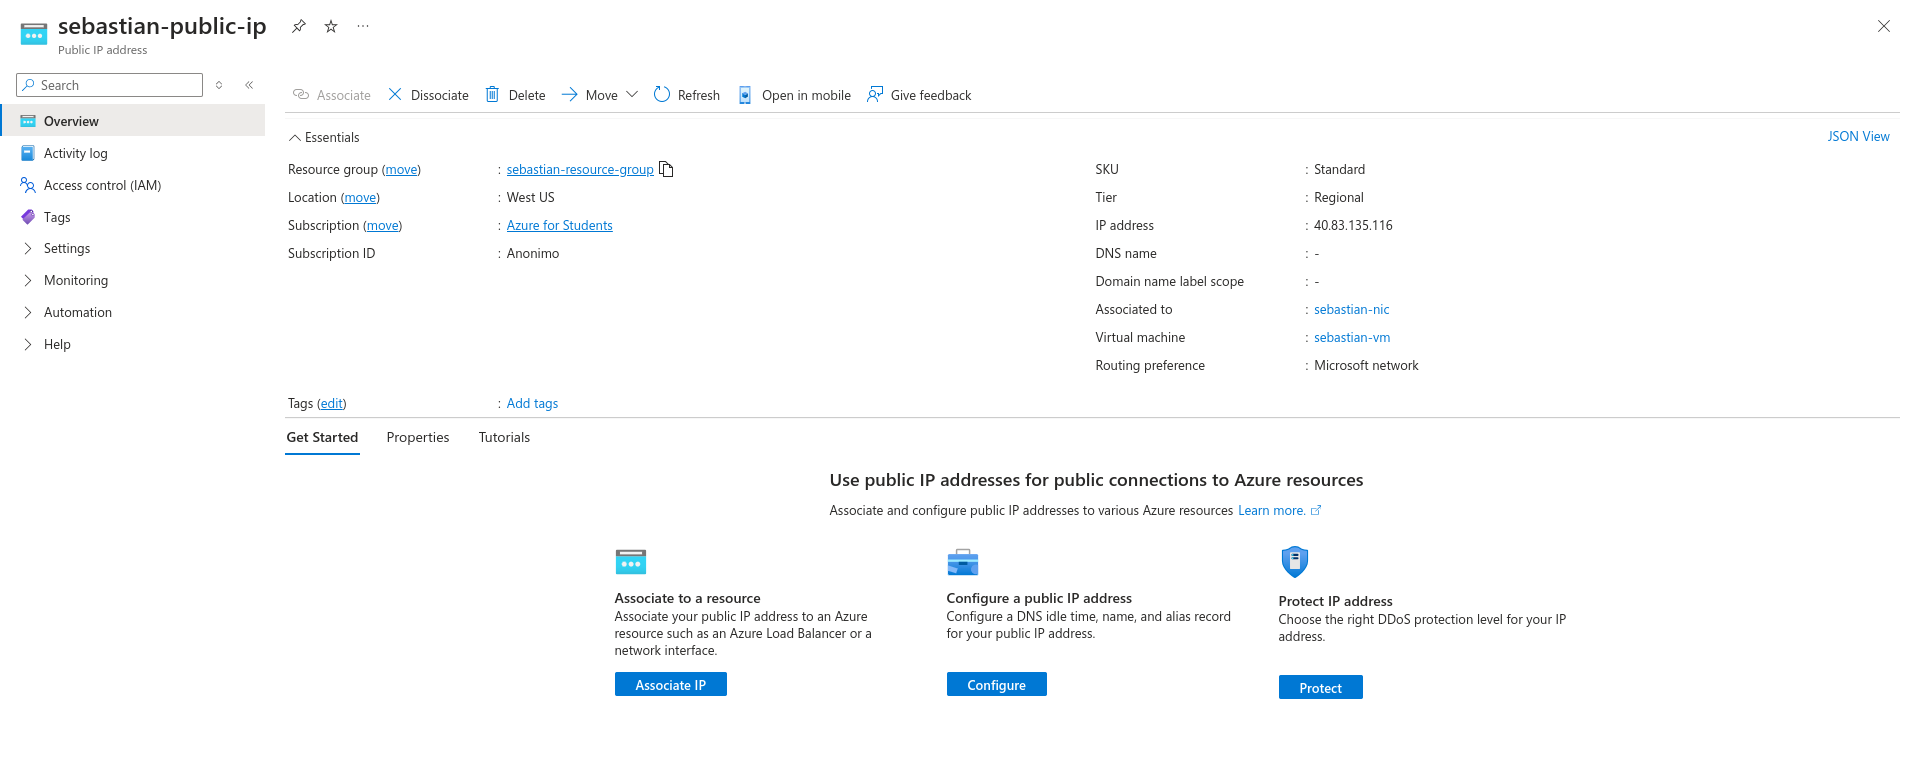 sebastian-public-ip
Public IP address
Search
Overview
Activity log
Access control (IAM)
Tags
Settings
Monitoring
Automation
Help
Associate Dissociate Delete Move Refresh Open in mobile Give feedback
Essentials
JSON View
Resource group (move) : sebastian-resource-group
Location (move) : West US
Subscription (move) : Azure for Students
Subscription ID : Anonimo
SKU : Standard
Tier : Regional
IP address : 40.83.135.116
DNS name : -
Domain name label scope : -
Associated to : sebastian-nic
Virtual machine : sebastian-vm
Routing preference : Microsoft network
Tags (edit) : Add tags
Get Started Properties Tutorials
Use public IP addresses for public connections to Azure resources
Associate and configure public IP addresses to various Azure resources Learn more.
Associate to a resource
Associate your public IP address to an Azure
resource such as an Azure Load Balancer or a
network interface.
Associate IP
Configure a public IP address
Configure a DNS idle time, name, and alias record
for your public IP address.
Configure
Protect IP address
Choose the right DDoS protection level for your IP
address.
Protect